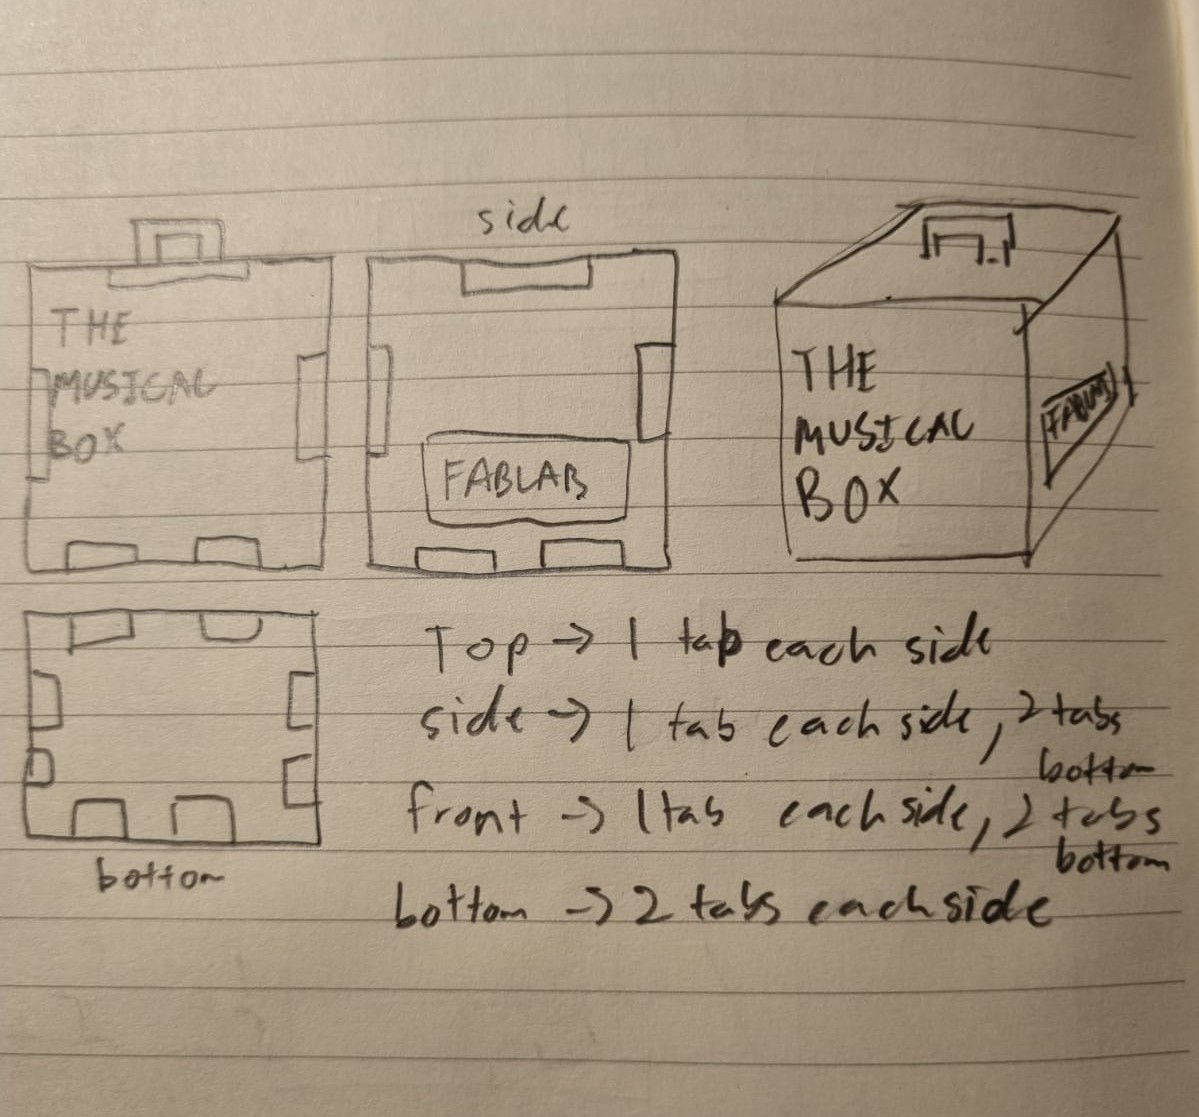 side
THE
MUSICAL
BOX
FABLAB
THE
MUSICAL
BOX
FABLAB
Top → 1 tab each side
side → 1 tab each side, 2 tabs
bottom
front → 1 tab each side, 2 tabs
bottom
bottom → 2 tabs each side
bottom